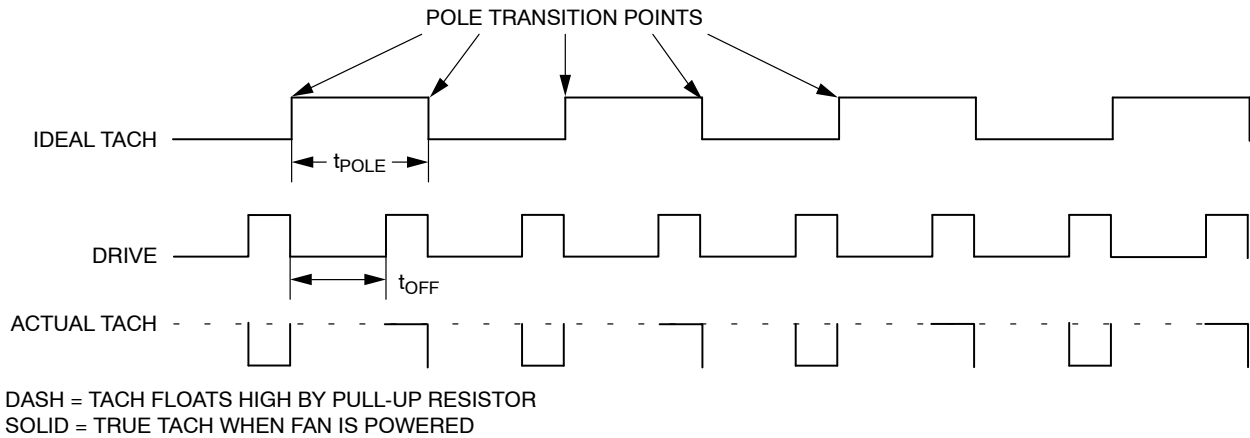 POLE TRANSITION POINTS
IDEAL TACH
tPOLE
DRIVE
tOFF
ACTUAL TACH
DASH = TACH FLOATS HIGH BY PULL-UP RESISTOR
SOLID = TRUE TACH WHEN FAN IS POWERED